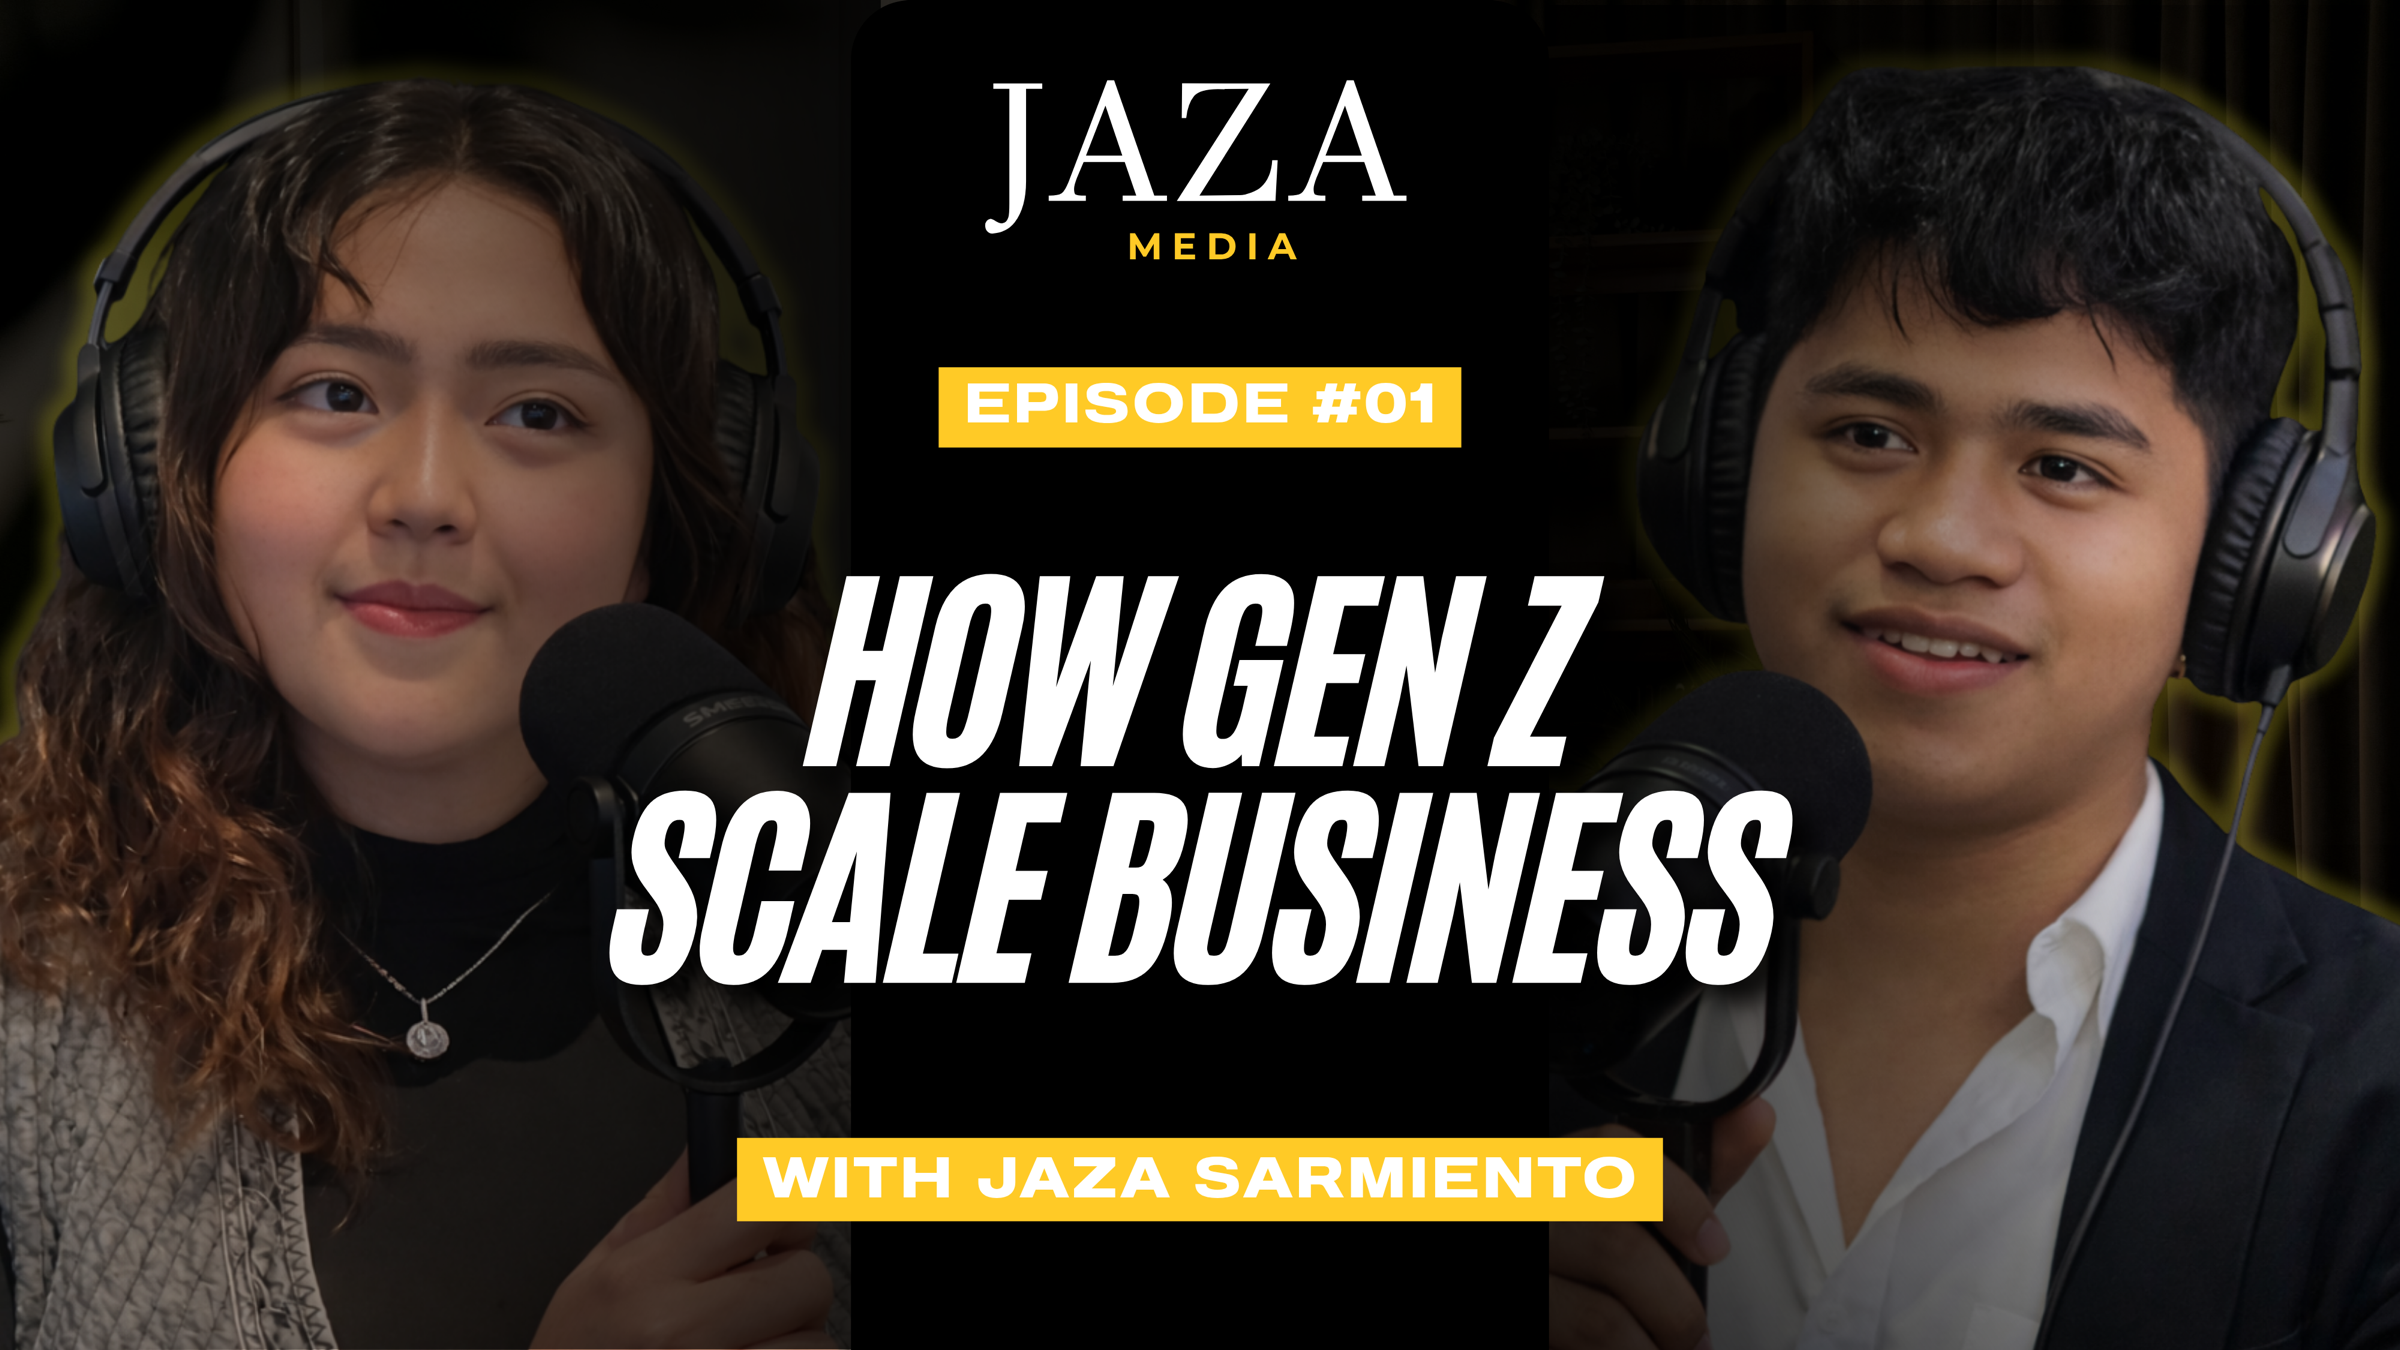 JAZA
MEDIA
EPISODE #01
HOW GEN Z
SCALE BUSINESS
WITH JAZA SARMIENTO